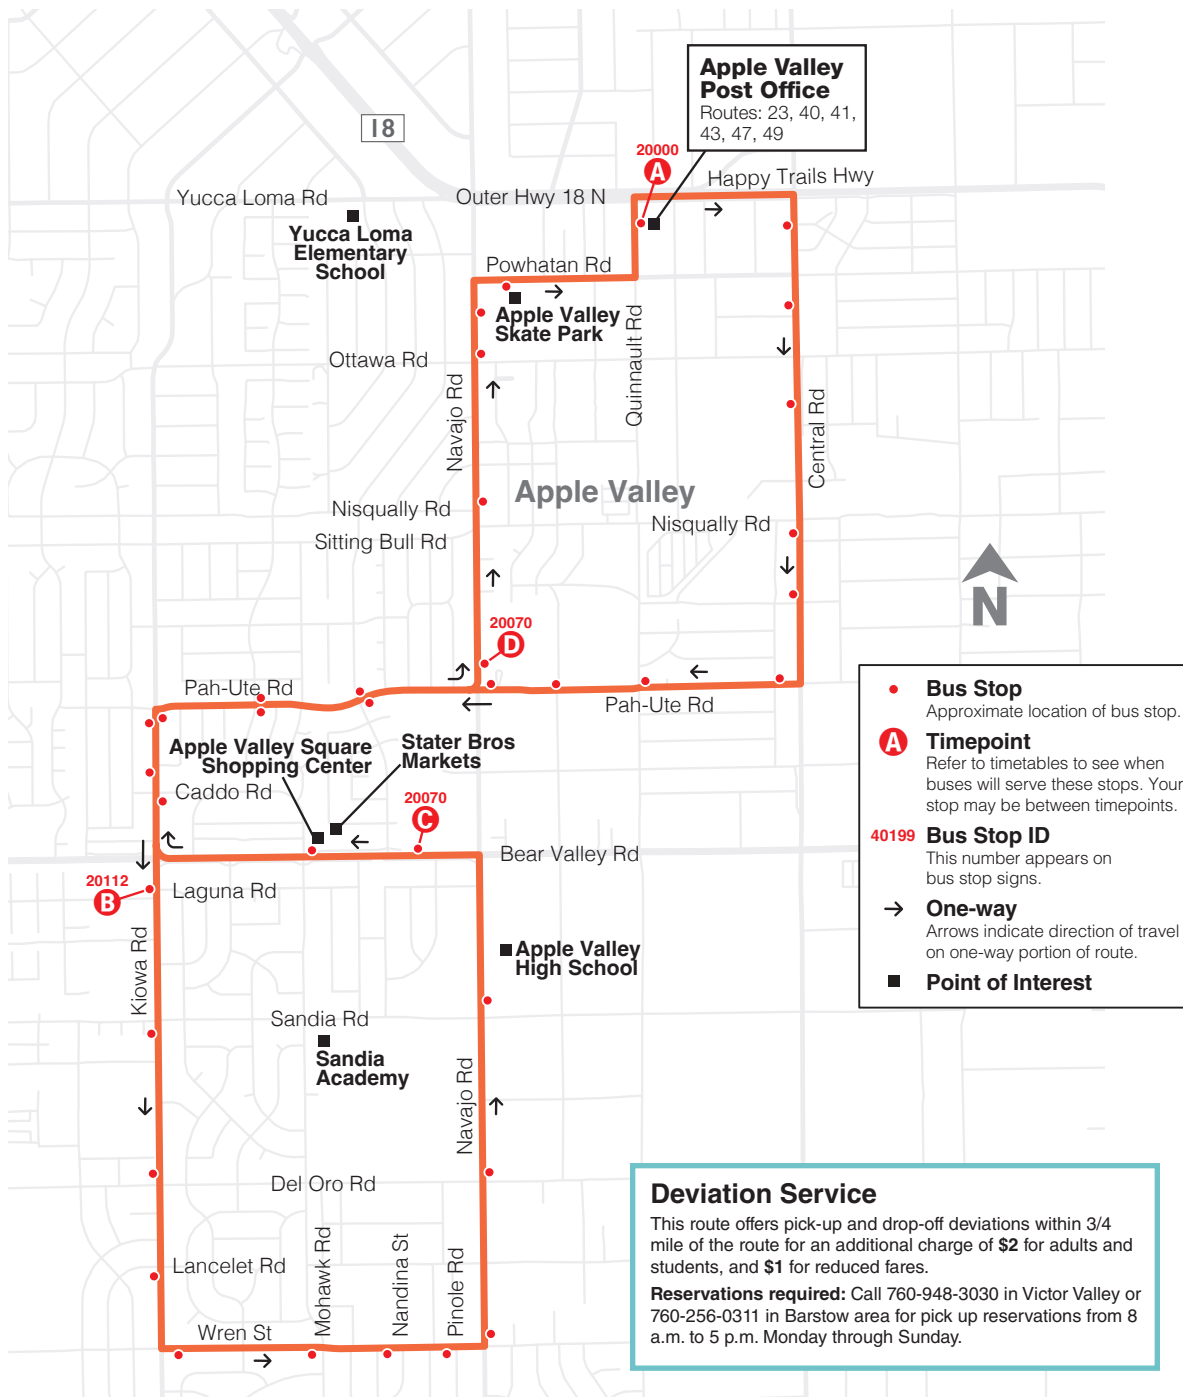 Apple Valley
Post Office
Routes: 23, 40, 41,
43, 47, 49
18
20000
A
Happy Trails Hwy
Yucca Loma Rd
Outer Hwy 18 N
Yucca Loma
Elementary
School
Powhatan Rd
Apple Valley
Skate Park
Ottawa Rd
Quinnault Rd
Navajo Rd
Central Rd
Apple Valley
Nisqually Rd
Nisqually Rd
Sitting Bull Rd
N
20070
D
Pah-Ute Rd
Pah-Ute Rd
Apple Valley Square
Shopping Center
Stater Bros
Markets
Caddo Rd
20070
C
Bear Valley Rd
20112
B
Laguna Rd
Kiowa Rd
Apple Valley
High School
Sandia Rd
Sandia
Academy
Navajo Rd
Del Oro Rd
Lancelet Rd
Mohawk Rd
Nandina St
Pinole Rd
Wren St
Bus Stop
Approximate location of bus stop.
A
Timepoint
Refer to timetables to see when
buses will serve these stops. Your
stop may be between timepoints.
40199 Bus Stop ID
This number appears on
bus stop signs.
One-way
Arrows indicate direction of travel
on one-way portion of route.
Point of Interest
Deviation Service
This route offers pick-up and drop-off deviations within 3/4
mile of the route for an additional charge of $2 for adults and
students, and $1 for reduced fares.
Reservations required: Call 760-948-3030 in Victor Valley or
760-256-0311 in Barstow area for pick up reservations from 8
a.m. to 5 p.m. Monday through Sunday.